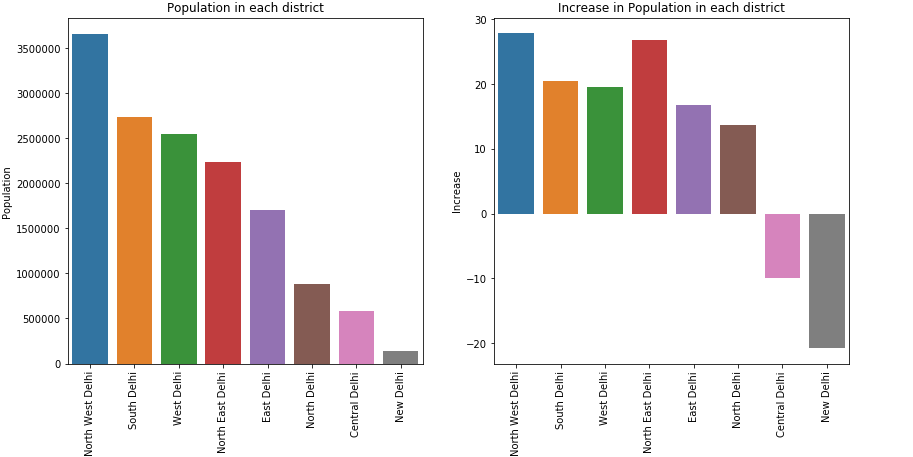 Population in each district
Population
3500000
3000000
2500000
2000000
1500000
1000000
500000
0
North West Delhi
South Delhi
West Delhi
North East Delhi
East Delhi
North Delhi
Central Delhi
New Delhi
Increase in Population in each district
Increase
30
20
10
0
−10
−20
North West Delhi
South Delhi
West Delhi
North East Delhi
East Delhi
North Delhi
Central Delhi
New Delhi